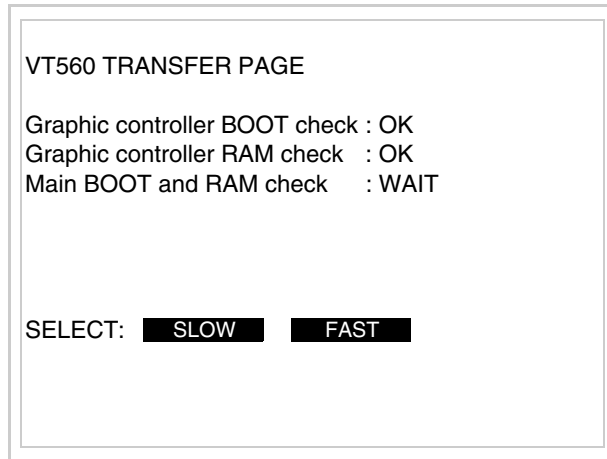 VT560 TRANSFER PAGE
Graphic controller BOOT check : OK
Graphic controller RAM check : OK
Main BOOT and RAM check : WAIT
SELECT: SLOW FAST